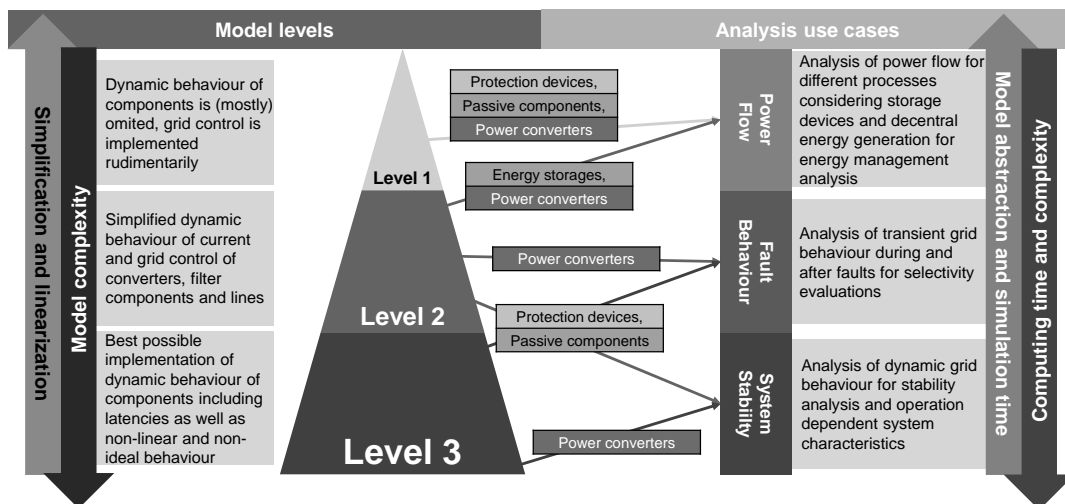 Model levels
Analysis use cases
Simplification and linearization
Model complexity
Dynamic behaviour of
components is (mostly)
omited, grid control is
implemented
rudimentarily
Simplified dynamic
behaviour of current
and grid control of
converters, filter
components and lines
Best possible
implementation of
dynamic behaviour of
components including
latencies as well as
non-linear and non-
ideal behaviour
Level 1
Level 2
Level 3
Protection devices,
Passive components,
Power converters
Energy storages,
Power converters
Power converters
Protection devices,
Passive components
Power converters
Power
Flow
Fault
Behaviour
System
Stabiilty
Analysis of power flow for
different processes
considering storage
devices and decentral
energy generation for
energy management
analysis
Analysis of transient grid
behaviour during and
after faults for selectivity
evaluations
Analysis of dynamic grid
behaviour for stability
analysis and operation
dependent system
characteristics
Model abstraction and simulation time
Computing time and complexity